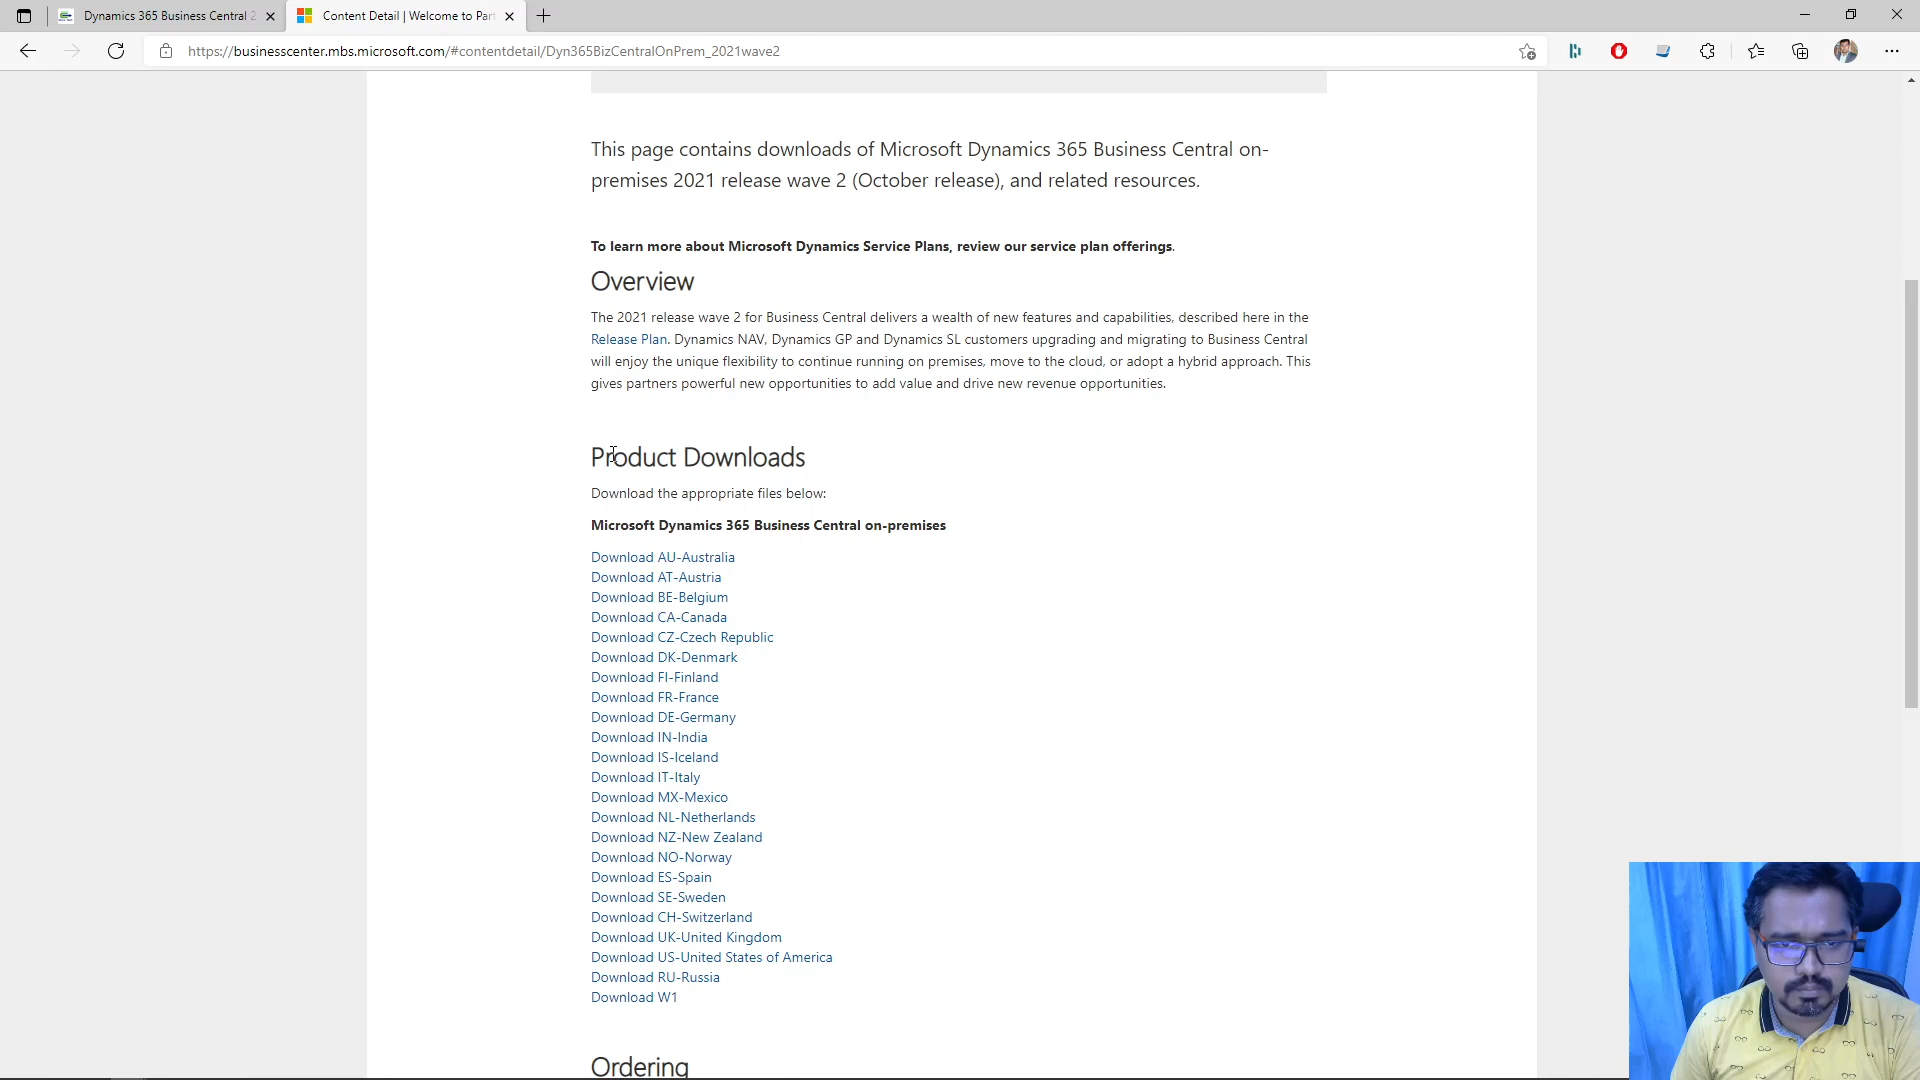 Dynamics 365 Business Central 2
Content Detail | Welcome to Par
https://businesscenter.mbs.microsoft.com/#contentdetail/Dyn365BizCentralOnPrem_2021wave2
This page contains downloads of Microsoft Dynamics 365 Business Central on-
premises 2021 release wave 2 (October release), and related resources.
To learn more about Microsoft Dynamics Service Plans, review our service plan offerings.
Overview
The 2021 release wave 2 for Business Central delivers a wealth of new features and capabilities, described here in the
Release Plan. Dynamics NAV, Dynamics GP and Dynamics SL customers upgrading and migrating to Business Central
will enjoy the unique flexibility to continue running on premises, move to the cloud, or adopt a hybrid approach. This
gives partners powerful new opportunities to add value and drive new revenue opportunities.
Product Downloads
Download the appropriate files below:
Microsoft Dynamics 365 Business Central on-premises
Download AU-Australia
Download AT-Austria
Download BE-Belgium
Download CA-Canada
Download CZ-Czech Republic
Download DK-Denmark
Download FI-Finland
Download FR-France
Download DE-Germany
Download IN-India
Download IS-Iceland
Download IT-Italy
Download MX-Mexico
Download NL-Netherlands
Download NZ-New Zealand
Download NO-Norway
Download ES-Spain
Download SE-Sweden
Download CH-Switzerland
Download UK-United Kingdom
Download US-United States of America
Download RU-Russia
Download W1
Ordering